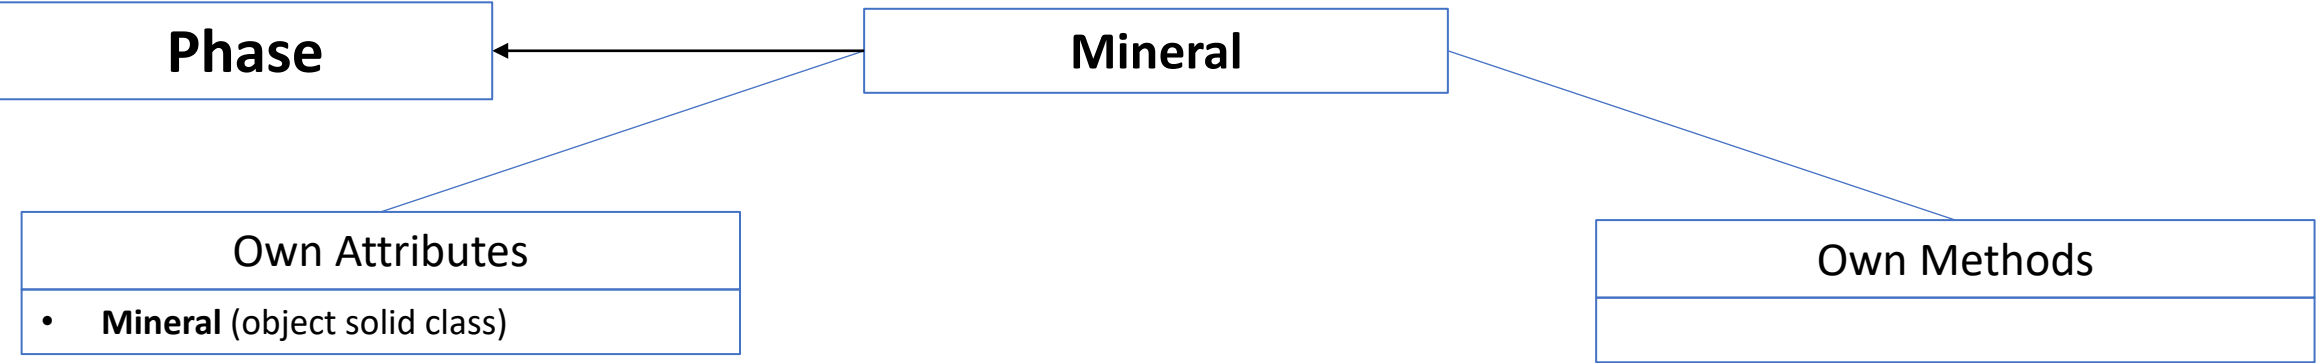 Phase
Mineral
Own Attributes
• Mineral (object solid class)
Own Methods